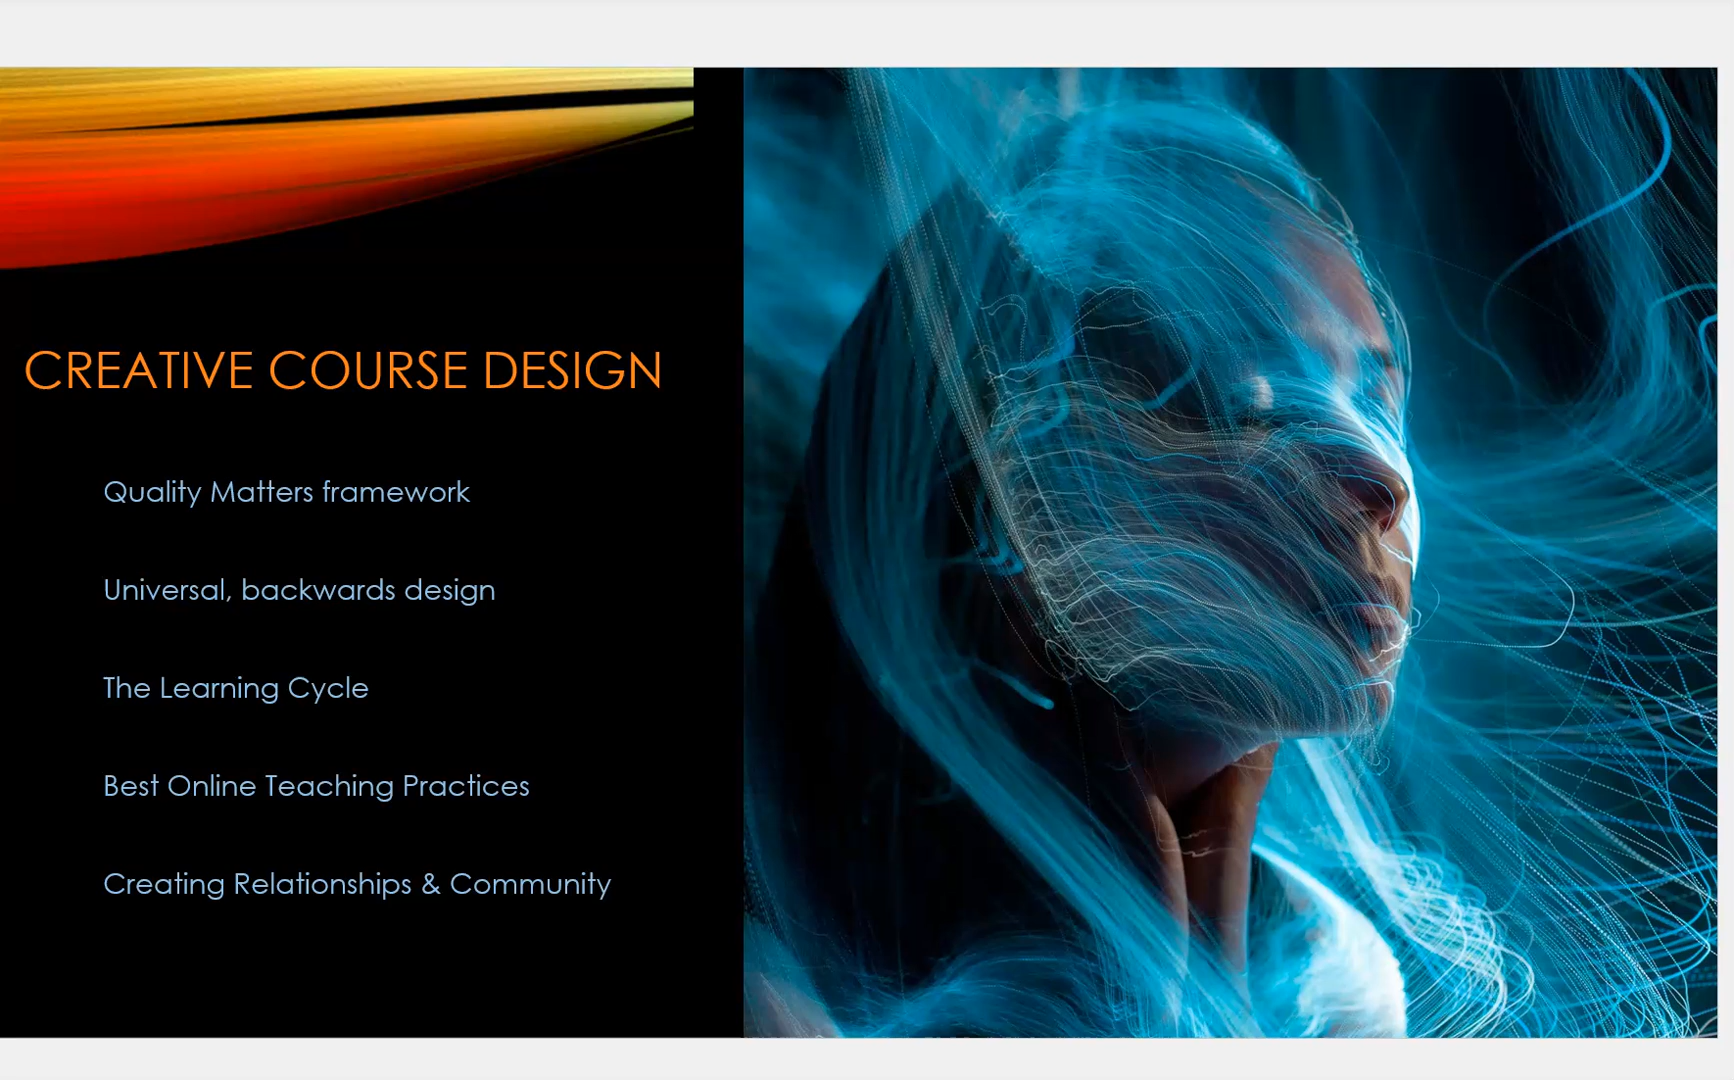 CREATIVE COURSE DESIGN
Quality Matters framework
Universal, backwards design
The Learning Cycle
Best Online Teaching Practices
Creating Relationships & Community